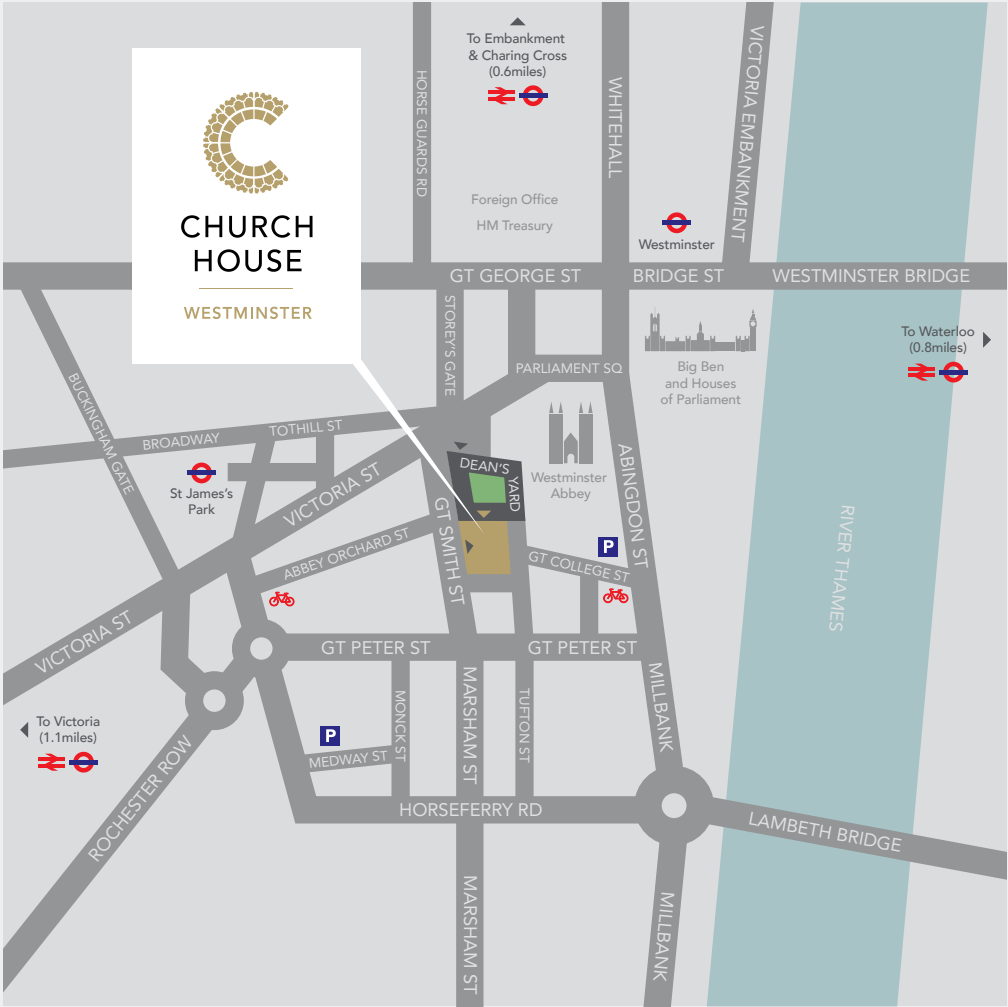 To Embankment
& Charing Cross
(0.6miles)
HORSE GUARDS RD
WHITEHALL
VICTORIA EMBANKMENT
CHURCH
HOUSE
WESTMINSTER
Foreign Office
HM Treasury
Westminster
GT GEORGE ST
BRIDGE ST
WESTMINSTER BRIDGE
STOREY'S GATE
To Waterloo
(0.8miles)
PARLIAMENT SQ
Big Ben
and Houses
of Parliament
BUCKINGHAM GATE
BROADWAY
TOTHILL ST
St James's
Park
VICTORIA ST
DEAN'S
YARD
Westminster
Abbey
ABINGDON ST
GT SMITH ST
ABBEY ORCHARD ST
P
GT COLLEGE ST
RIVER THAMES
VICTORIA ST
GT PETER ST
GT PETER ST
To Victoria
(1.1miles)
P
MONCK ST
MARSHAM ST
TUFTON ST
MILLBANK
MEDWAY ST
ROCHESTER ROW
HORSEFERRY RD
LAMBETH BRIDGE
MARSHAM ST
MILLBANK